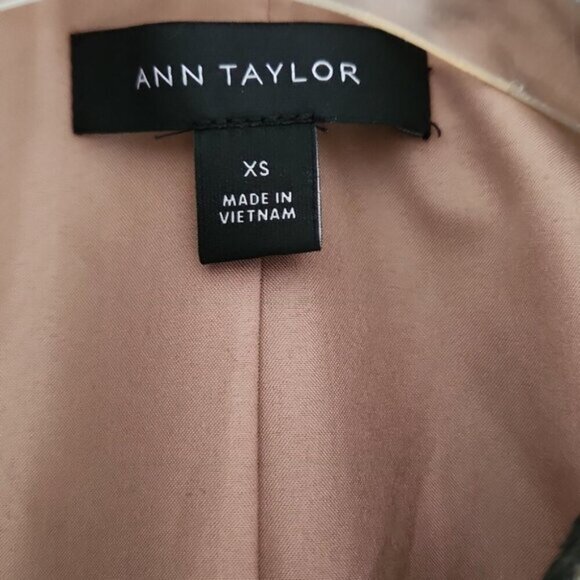 ANN TAYLOR
XS
MADE IN
VIETNAM